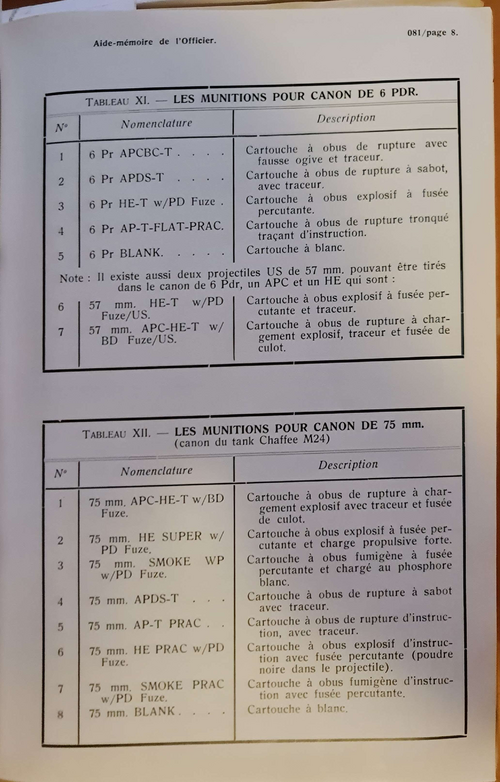 Aide-mémoire de l'Officier.
081/page 8.
TABLEAU XI. — LES MUNITIONS POUR CANON DE 6 PDR.
N° Nomenclature Description
1 6 Pr APCBC-T . . . . Cartouche à obus de rupture avec
fausse ogive et traceur.
2 6 Pr APDS-T . . . . Cartouche à obus de rupture à sabot,
avec traceur.
3 6 Pr HE-T w/PD Fuze . Cartouche à obus explosif à fusée
percutante.
4 6 Pr AP-T-FLAT-PRAC. Cartouche à obus de rupture tronqué
traçant d'instruction.
5 6 Pr BLANK. . . . . Cartouche à blanc.
Note : Il existe aussi deux projectiles US de 57 mm. pouvant être tirés
dans le canon de 6 Pdr, un APC et un HE qui sont :
6 57 mm. HE-T w/PD Cartouche à obus explosif à fusée per-
Fuze/US. cutante et traceur.
7 57 mm. APC-HE-T w/ Cartouche à obus de rupture à char-
BD Fuze/US. gement explosif, traceur et fusée de
culot.
TABLEAU XII. — LES MUNITIONS POUR CANON DE 75 mm.
(canon du tank Chaffee M24)
N° Nomenclature Description
1 75 mm. APC-HE-T w/BD Cartouche à obus de rupture à char-
Fuze. gement explosif avec traceur et fusée
de culot.
2 75 mm. HE SUPER w/ Cartouche à obus explosif à fusée per-
PD Fuze. cutante et charge propulsive forte.
3 75 mm. SMOKE WP Cartouche à obus fumigène à fusée
w/PD Fuze. percutante et chargé au phosphore
blanc.
4 75 mm. APDS-T . . . Cartouche à obus de rupture à sabot
avec traceur.
5 75 mm. AP-T PRAC . . Cartouche à obus de rupture d'instruc-
tion, avec traceur.
6 75 mm. HE PRAC w/PD Cartouche à obus explosif d'instruc-
Fuze. tion avec fusée percutante (poudre
noire dans le projectile).
7 75 mm. SMOKE PRAC Cartouche à obus fumigène d'instruc-
w/PD Fuze. tion avec fusée percutante.
8 75 mm. BLANK . . . . Cartouche à blanc.